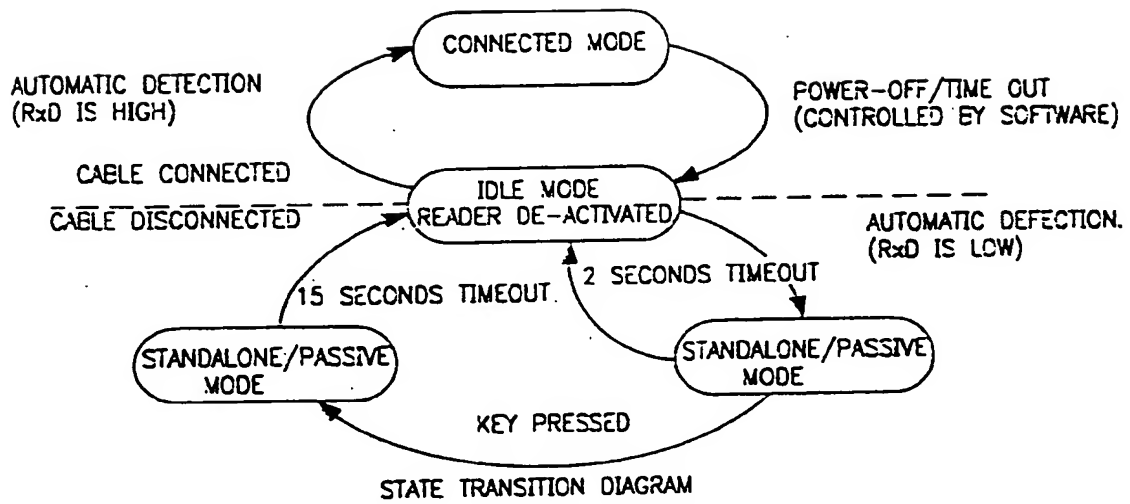 CONNECTED MODE
AUTOMATIC DETECTION
(RxD IS HIGH)
POWER-OFF/TIME OUT
(CONTROLLED BY SOFTWARE)
CABLE CONNECTED
IDLE MODE
READER DE-ACTIVATED
CABLE DISCONNECTED
AUTOMATIC DEFECTION.
(RxD IS LOW)
15 SECONDS TIMEOUT.
2 SECONDS TIMEOUT
STANDALONE/PASSIVE
MODE
STANDALONE/PASSIVE
MODE
KEY PRESSED
STATE TRANSITION DIAGRAM